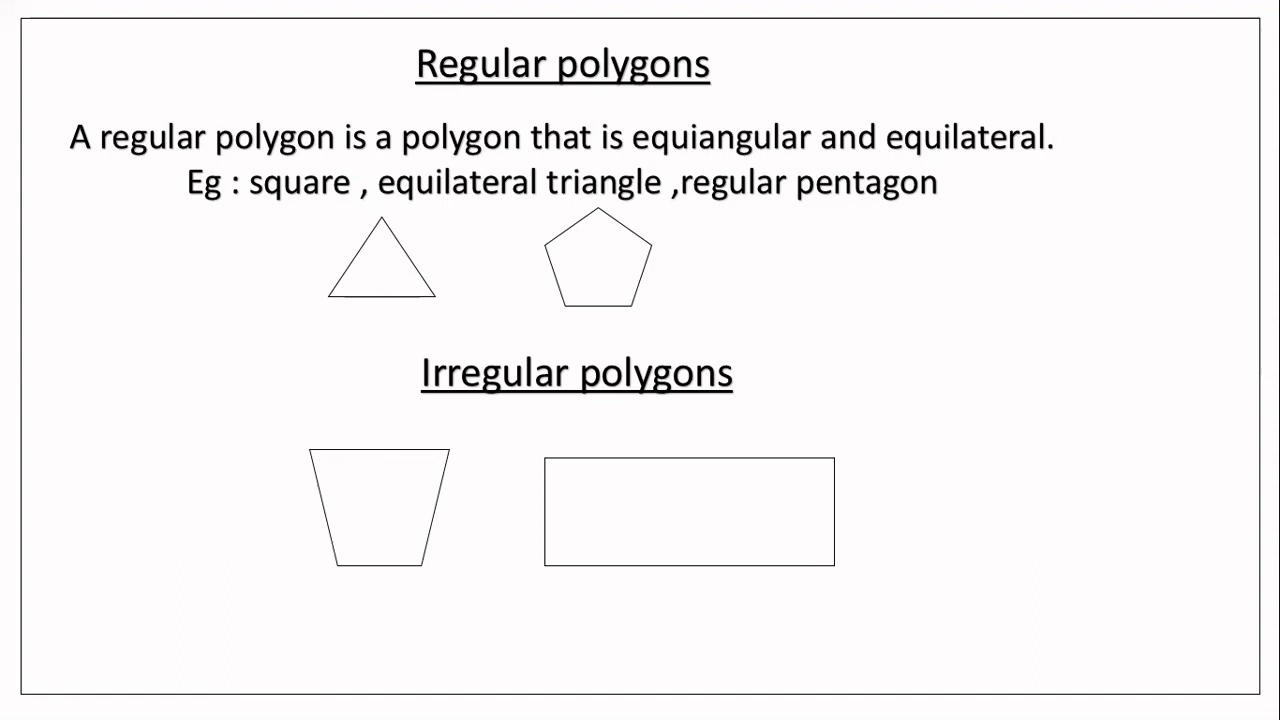 Regular polygons
A regular polygon is a polygon that is equiangular and equilateral.
Eg : square , equilateral triangle ,regular pentagon
Irregular polygons